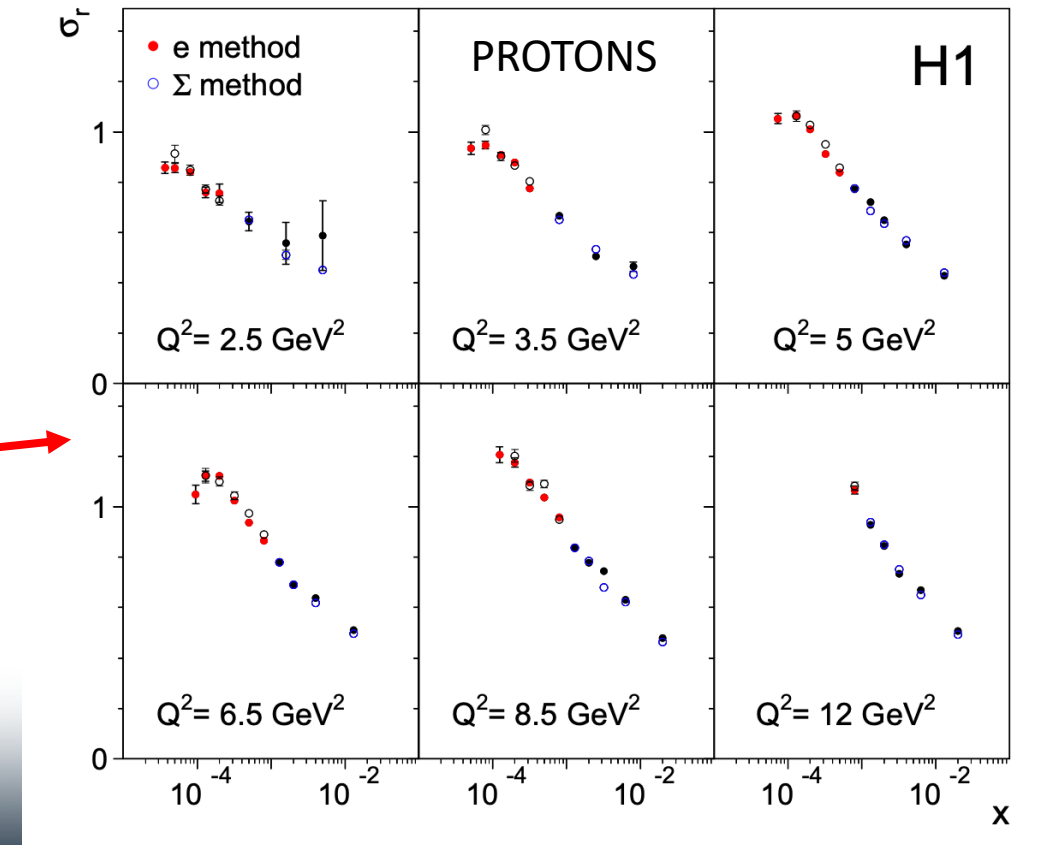 σr
e method
Σ method
PROTONS
H1
1
Q²= 2.5 GeV²
Q²= 3.5 GeV²
Q²= 5 GeV²
0
1
Q²= 6.5 GeV²
Q²= 8.5 GeV²
Q²= 12 GeV²
0
10⁻⁴ 10⁻² 10⁻⁴ 10⁻² 10⁻⁴ 10⁻²
x